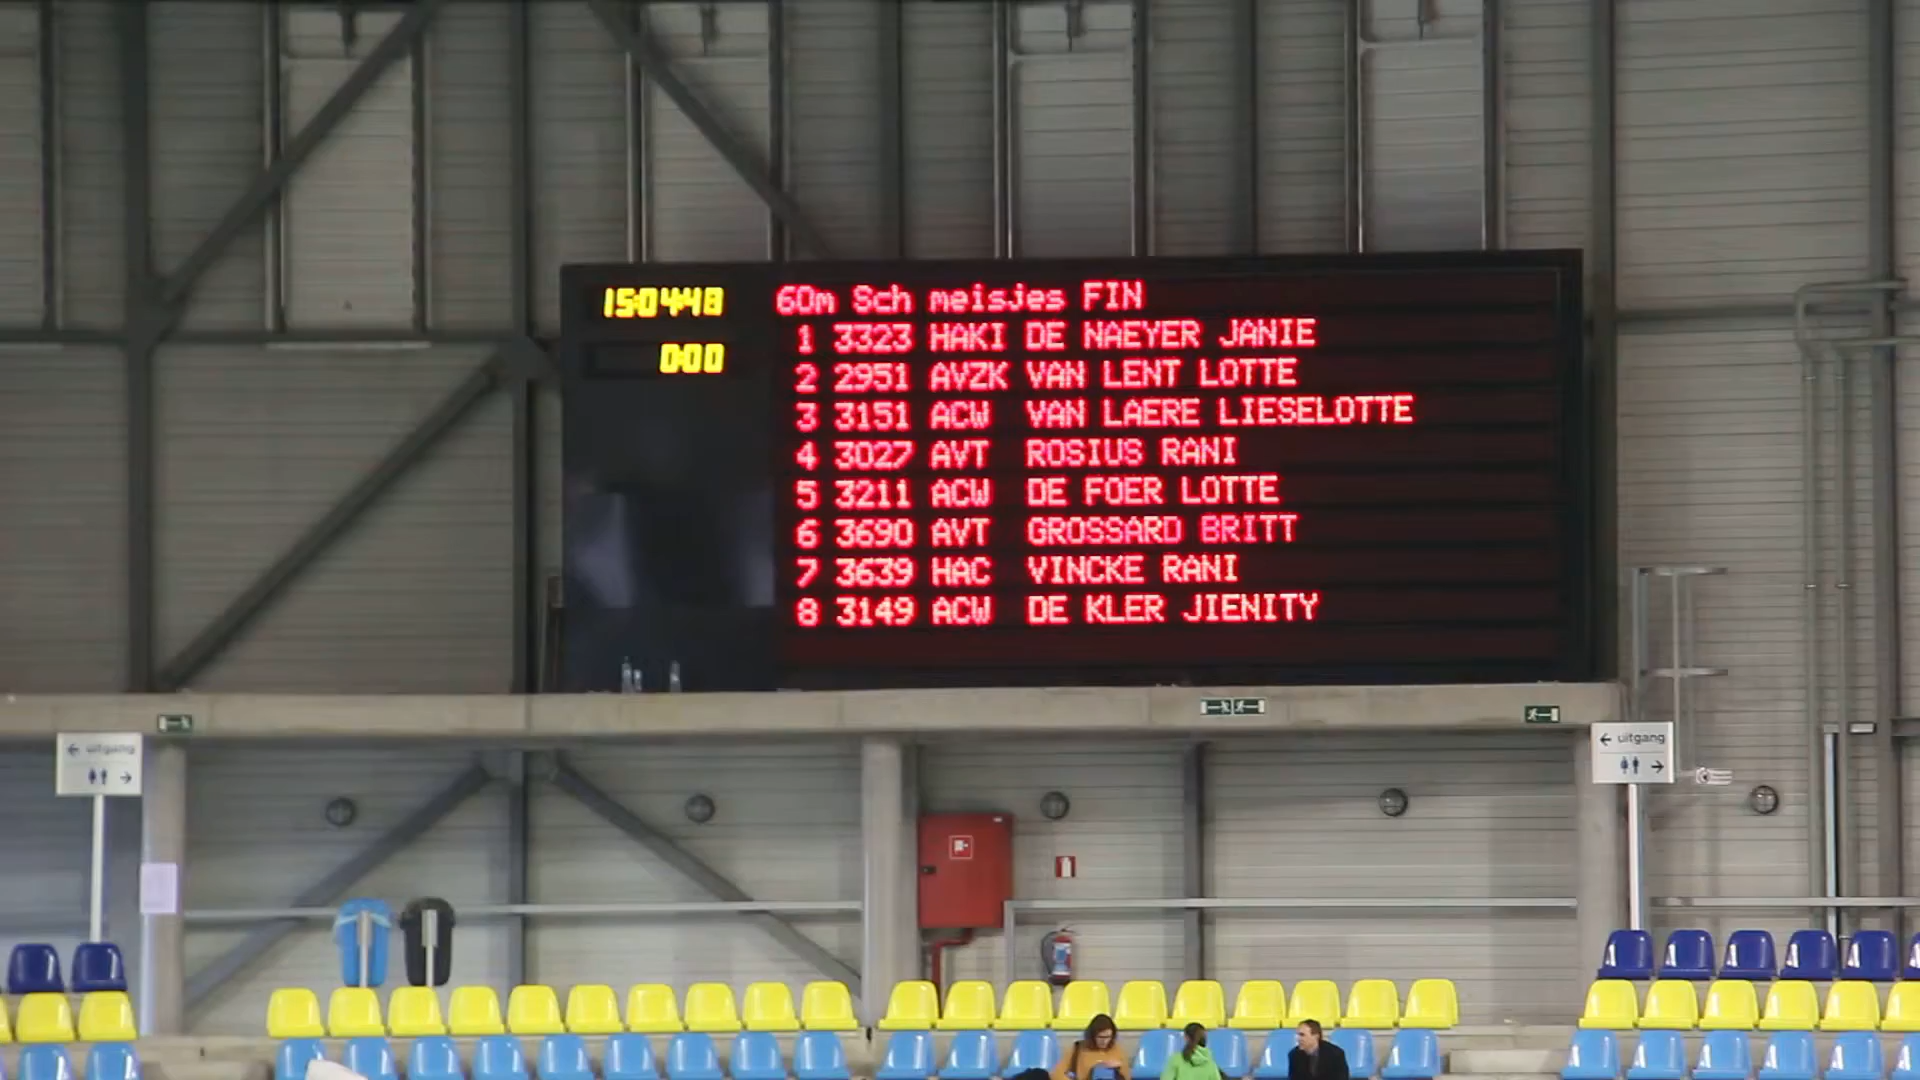 15:04:48
0:00
60m Sch meisjes FIN
1 3323 HAKI DE NAEYER JANIE
2 2951 AVZK VAN LENT LOTTE
3 3151 ACW VAN LAERE LIESELOTTE
4 3027 AVT ROSIUS RANI
5 3211 ACW DE FOER LOTTE
6 3690 AVT GROSSARD BRITT
7 3639 HAC VINCKE RANI
8 3149 ACW DE KLER JIENITY
← uitgang
→
← uitgang
→